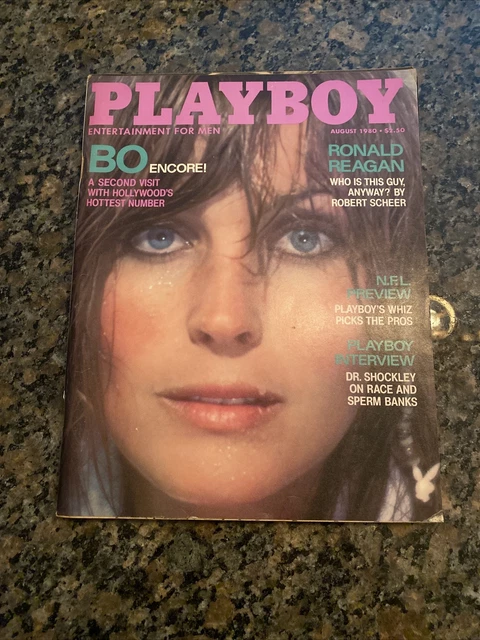 PLAYBOY
ENTERTAINMENT FOR MEN
AUGUST 1980 • $2.50
BO ENCORE!
A SECOND VISIT
WITH HOLLYWOOD'S
HOTTEST NUMBER
RONALD
REAGAN
WHO IS THIS GUY,
ANYWAY? BY
ROBERT SCHEER
N.F.L.
PREVIEW
PLAYBOY'S WHIZ
PICKS THE PROS
PLAYBOY
INTERVIEW
DR. SHOCKLEY
ON RACE AND
SPERM BANKS